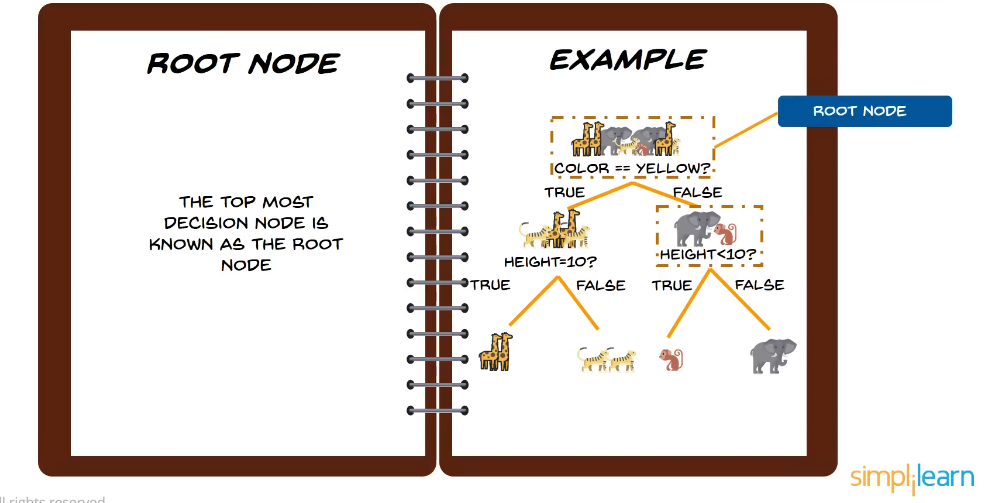 ROOT NODE
THE TOP MOST
DECISION NODE IS
KNOWN AS THE ROOT
NODE
EXAMPLE
ROOT NODE
COLOR == YELLOW?
TRUE
FALSE
HEIGHT=10?
HEIGHT<10?
TRUE
FALSE
TRUE
FALSE
simplilearn
ll rights reserved